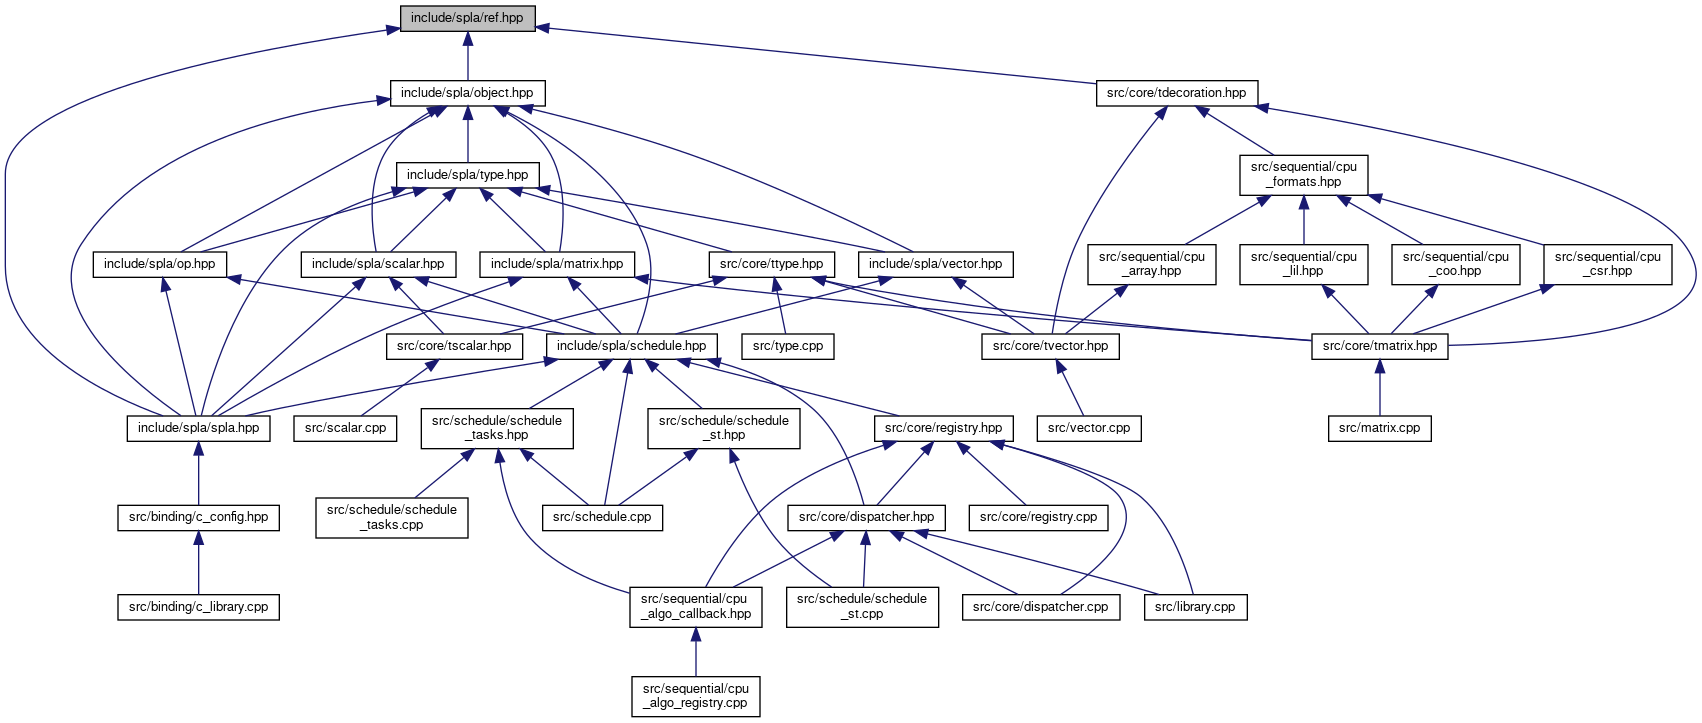 include/spla/ref.hpp
include/spla/object.hpp
src/core/tdecoration.hpp
include/spla/type.hpp
src/sequential/cpu
_formats.hpp
include/spla/op.hpp
include/spla/scalar.hpp
include/spla/matrix.hpp
src/core/ttype.hpp
include/spla/vector.hpp
src/sequential/cpu
_array.hpp
src/sequential/cpu
_lil.hpp
src/sequential/cpu
_coo.hpp
src/sequential/cpu
_csr.hpp
src/core/tscalar.hpp
include/spla/schedule.hpp
src/type.cpp
src/core/tvector.hpp
src/core/tmatrix.hpp
include/spla/spla.hpp
src/scalar.cpp
src/schedule/schedule
_tasks.hpp
src/schedule/schedule
_st.hpp
src/core/registry.hpp
src/vector.cpp
src/matrix.cpp
src/binding/c_config.hpp
src/schedule/schedule
_tasks.cpp
src/schedule.cpp
src/core/dispatcher.hpp
src/core/registry.cpp
src/binding/c_library.cpp
src/sequential/cpu
_algo_callback.hpp
src/schedule/schedule
_st.cpp
src/core/dispatcher.cpp
src/library.cpp
src/sequential/cpu
_algo_registry.cpp